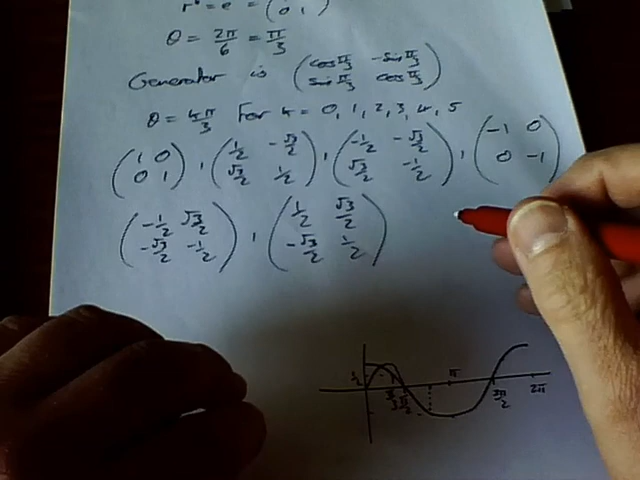 r⁶ = e = (0 1)
θ = 2π/6 = π/3
Generator is (cos π/3 -sin π/3; sin π/3 cos π/3)
θ = kπ/3 For k = 0, 1, 2, 3, 4, 5
(1 0; 0 1), (1/2 -√3/2; √3/2 1/2), (-1/2 -√3/2; √3/2 -1/2), (-1 0; 0 -1)
(-1/2 √3/2; -√3/2 -1/2), (1/2 √3/2; -√3/2 1/2)
1/2 π 3π/2 2π